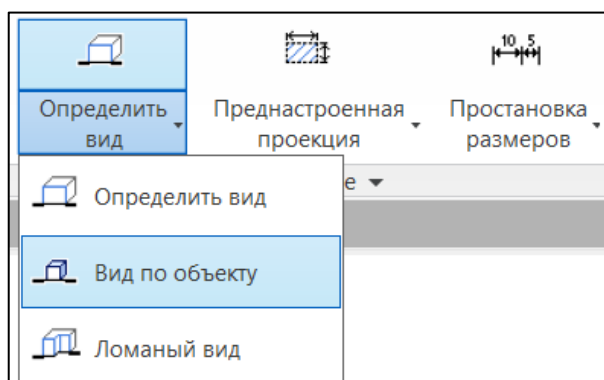 10 5
Определить Преднастроенная Простановка
вид проекция размеров
Определить вид
е
Вид по объекту
Ломаный вид